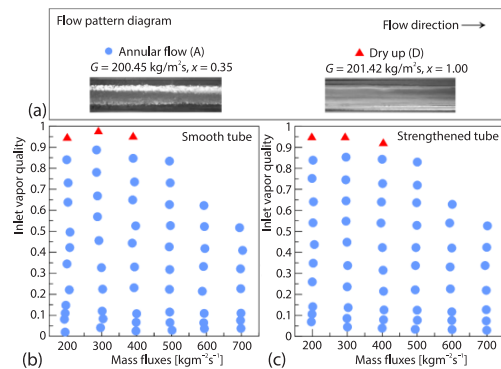 Flow pattern diagram
Flow direction
Annular flow (A)
G = 200.45 kg/m²s, x = 0.35
Dry up (D)
G = 201.42 kg/m²s, x = 1.00
(a)
Smooth tube
Inlet vapor quality
1
0.9
0.8
0.7
0.6
0.5
0.4
0.3
0.2
0.1
0
200 300 400 500 600 700
Mass fluxes [kgm⁻²s⁻¹]
(b)
Strengthened tube
Inlet vapor quality
1
0.9
0.8
0.7
0.6
0.5
0.4
0.3
0.2
0.1
0
200 300 400 500 600 700
Mass fluxes [kgm⁻²s⁻¹]
(c)